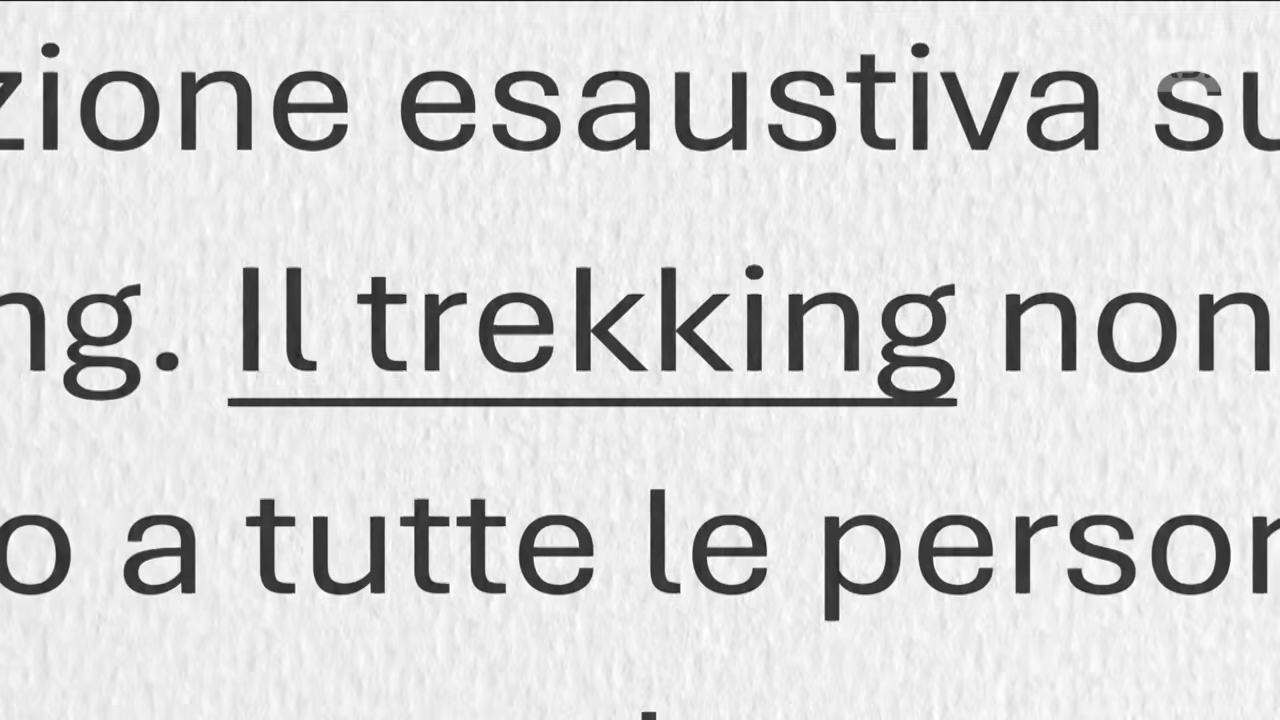 zione esaustiva su
ng. Il trekking non
o a tutte le person